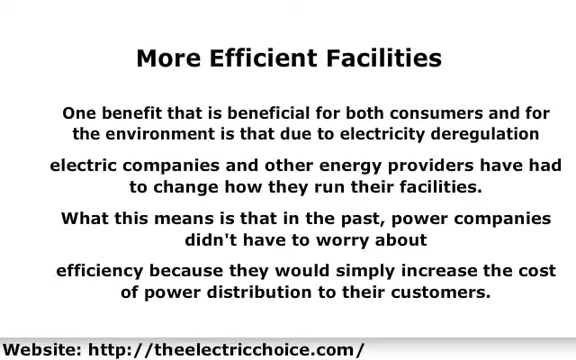 More Efficient Facilities
One benefit that is beneficial for both consumers and for
the environment is that due to electricity deregulation
electric companies and other energy providers have had
to change how they run their facilities.
What this means is that in the past, power companies
didn't have to worry about
efficiency because they would simply increase the cost
of power distribution to their customers.
Website: http://theelectricchoice.com/